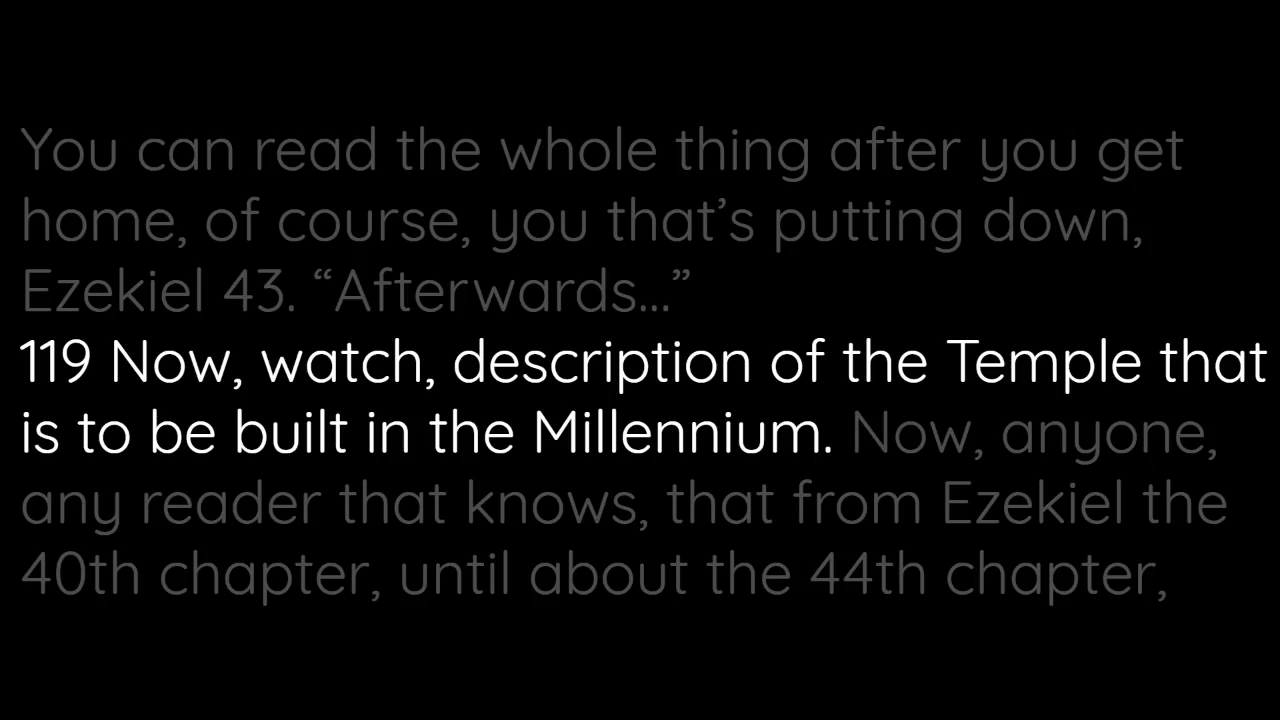 You can read the whole thing after you get
home, of course, you that’s putting down,
Ezekiel 43. “Afterwards…”
119 Now, watch, description of the Temple that
is to be built in the Millennium. Now, anyone,
any reader that knows, that from Ezekiel the
40th chapter, until about the 44th chapter,